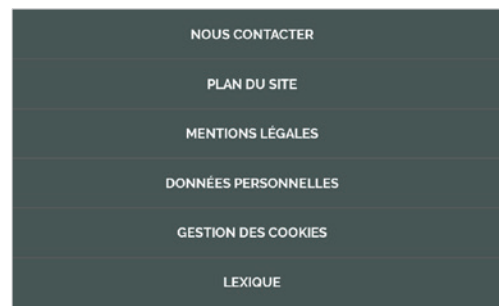 NOUS CONTACTER
PLAN DU SITE
MENTIONS LÉGALES
DONNÉES PERSONNELLES
GESTION DES COOKIES
LEXIQUE